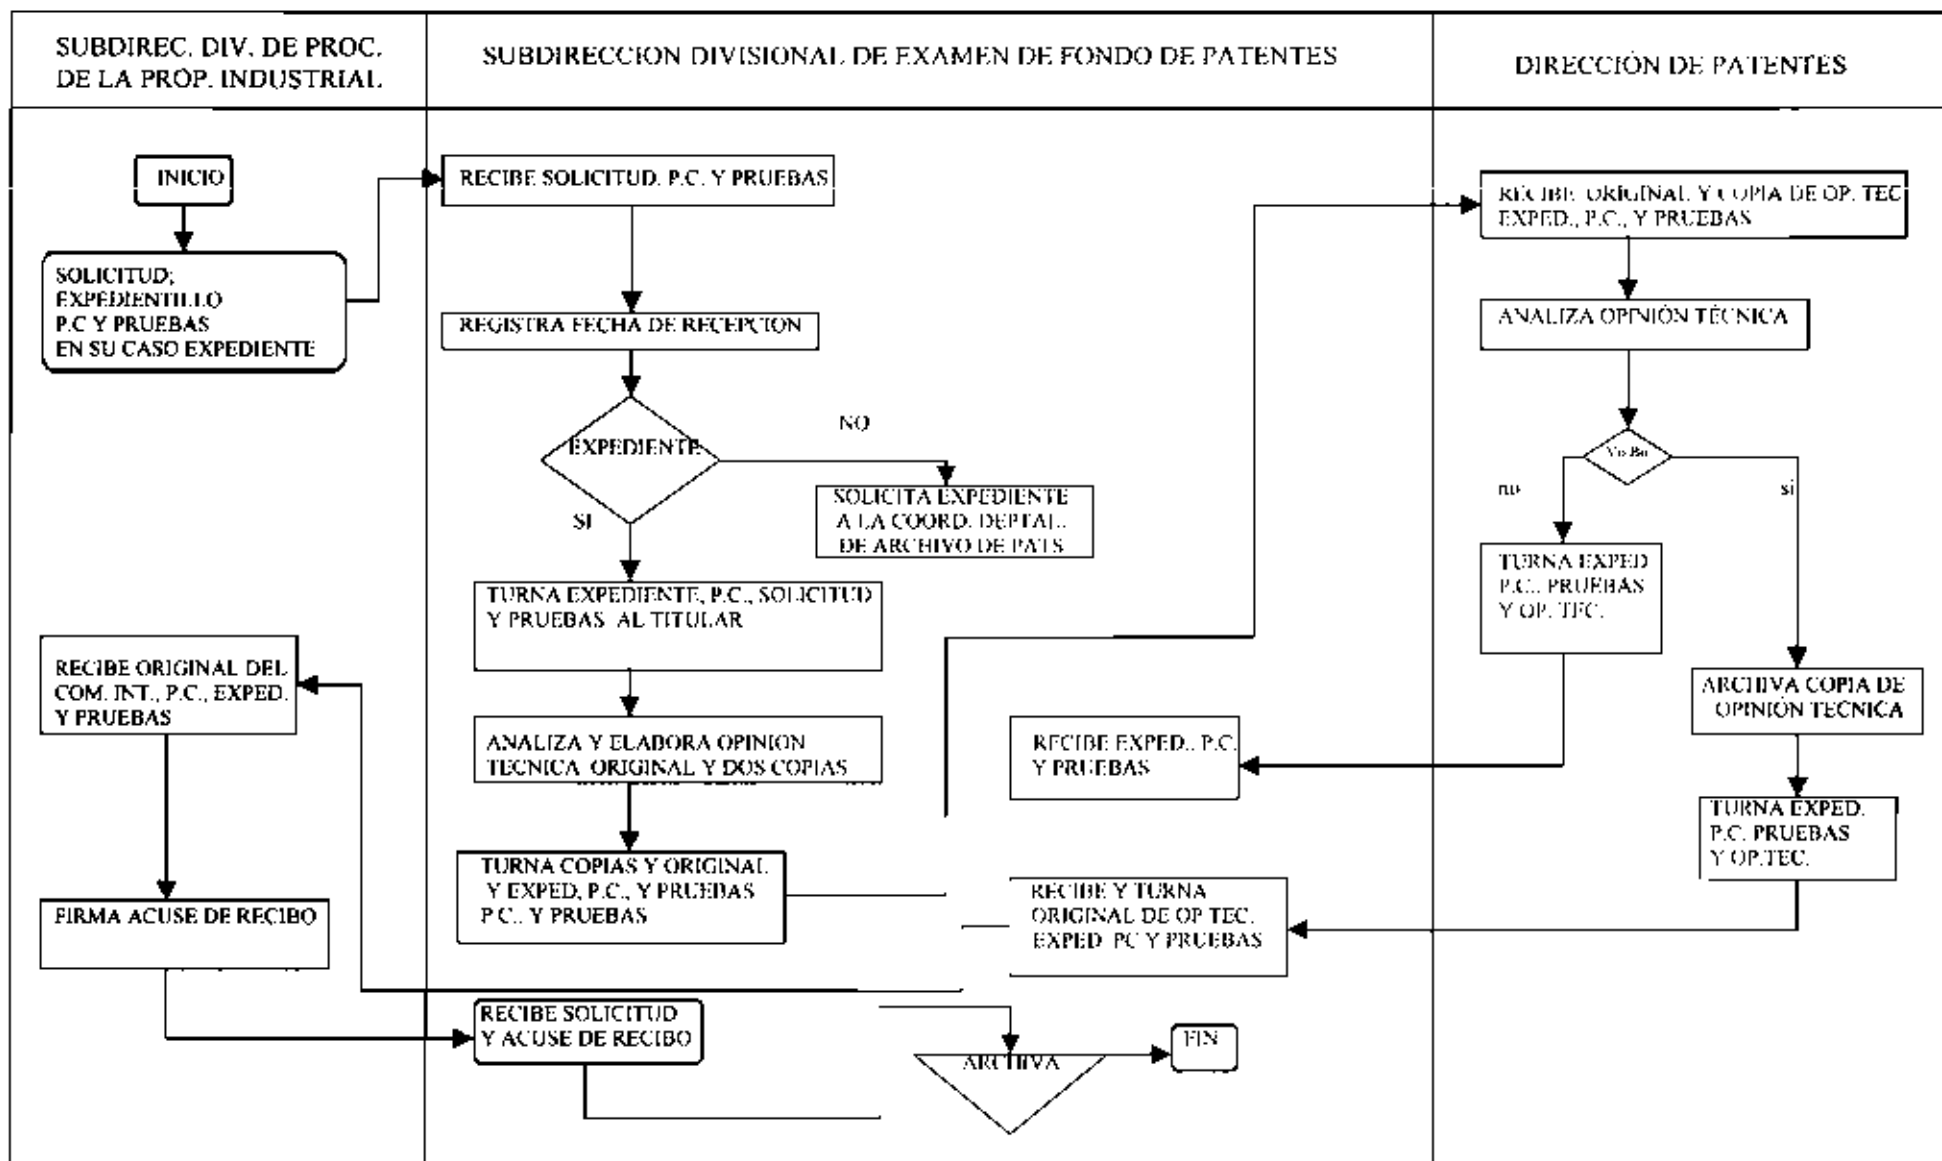 SUBDIREC. DIV. DE PROC.
DE LA PROP. INDUSTRIAL
SUBDIRECCION DIVISIONAL DE EXAMEN DE FONDO DE PATENTES
DIRECCIÓN DE PATENTES
INICIO
SOLICITUD;
EXPEDIENTILLO
P.C Y PRUEBAS
EN SU CASO EXPEDIENTE
RECIBE ORIGINAL DEL
COM. INT., P.C., EXPED.
Y PRUEBAS
FIRMA ACUSE DE RECIBO
RECIBE SOLICITUD. P.C. Y PRUEBAS
REGISTRA FECHA DE RECEPCION
EXPEDIENTE
NO
SI
SOLICITA EXPEDIENTE
A LA COORD. DEPTAL.
DE ARCHIVO DE PATS
TURNA EXPEDIENTE, P.C., SOLICITUD
Y PRUEBAS AL TITULAR
ANALIZA Y ELABORA OPINION
TECNICA ORIGINAL Y DOS COPIAS
TURNA COPIAS Y ORIGINAL
Y EXPED, P.C., Y PRUEBAS
P.C.. Y PRUEBAS
RECIBE SOLICITUD
Y ACUSE DE RECIBO
RECIBE EXPED., P.C.
Y PRUEBAS
RECIBE Y TURNA
ORIGINAL DE OP TEC.
EXPED PC Y PRUEBAS
ARCHIVA
FIN
RECIBE ORIGINAL Y COPIA DE OP. TEC
EXPED., P.C., Y PRUEBAS
ANALIZA OPINIÓN TÉCNICA
Vo.Bo
no
si
TURNA EXPED
P.C., PRUEBAS
Y OP. TEC.
ARCHIVA COPIA DE
OPINIÓN TECNICA
TURNA EXPED.
P.C. PRUEBAS
Y OP.TEC.